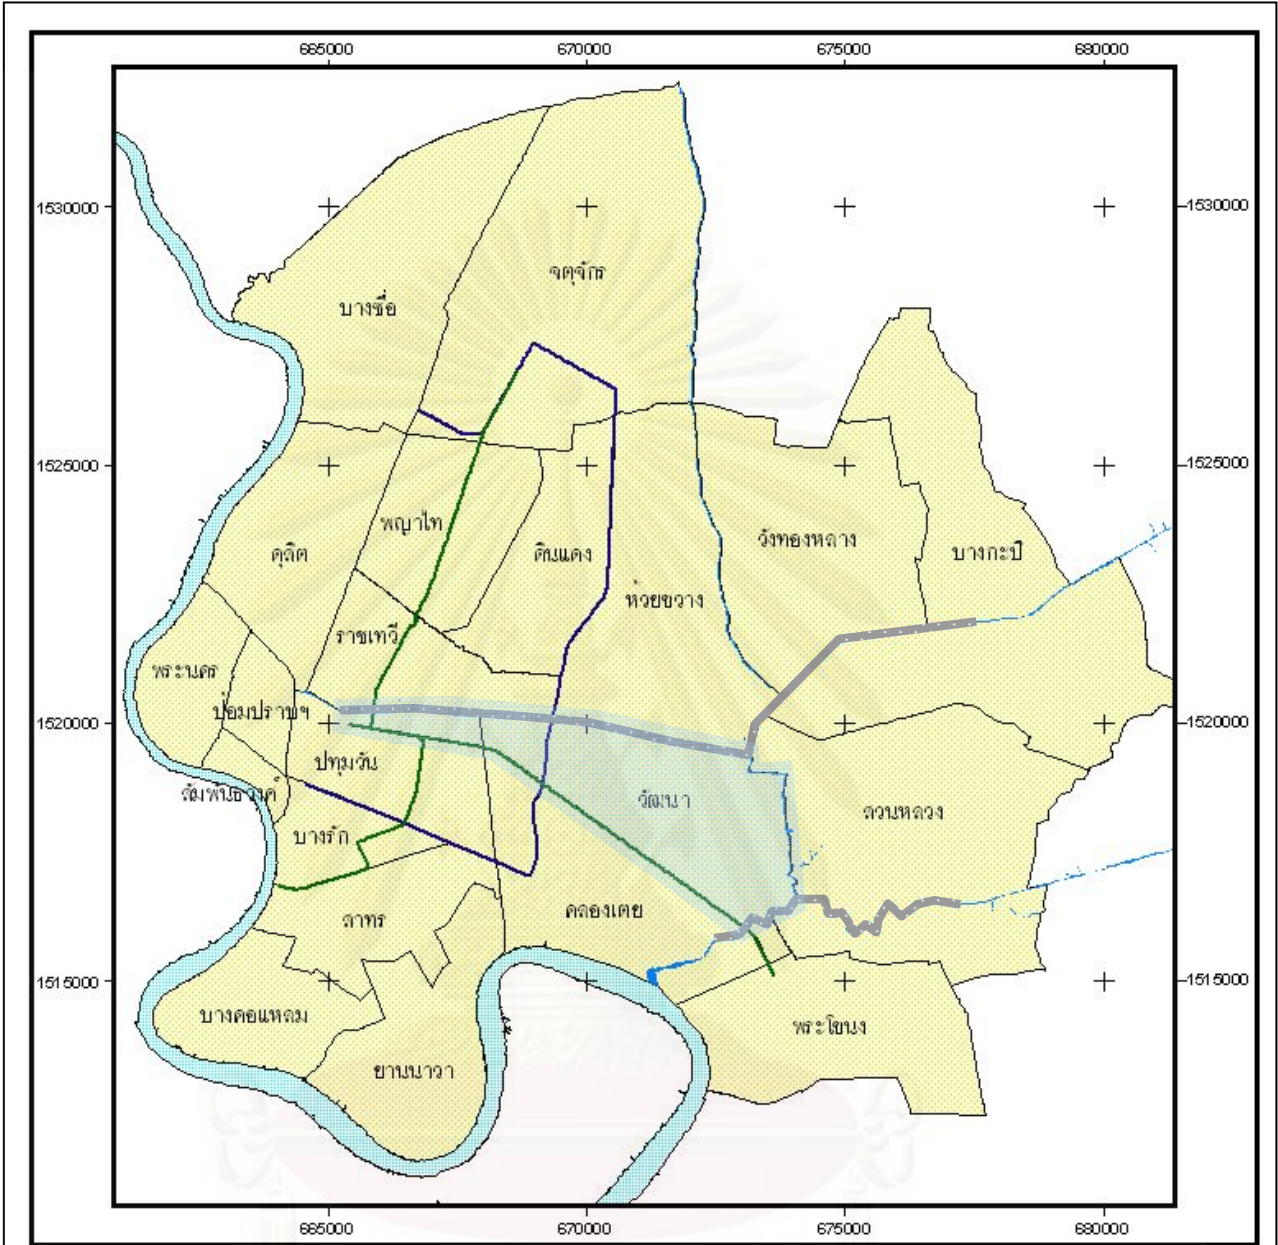 665000 670000 675000 680000
1530000 1530000
จตุจักร
บางซื่อ
1525000 1525000
พญาไท
ดุสิต
ดินแดง
วังทองหลาง
บางกะปิ
ห้วยขวาง
ราชเทวี
พระนคร
ป้อมปราบฯ
1520000 1520000
ปทุมวัน
สัมพันธวงศ์
วัฒนา
สวนหลวง
บางรัก
คลองเตย
สาทร
1515000 1515000
บางคอแหลม
พระโขนง
ยานนาวา
665000 670000 675000 680000